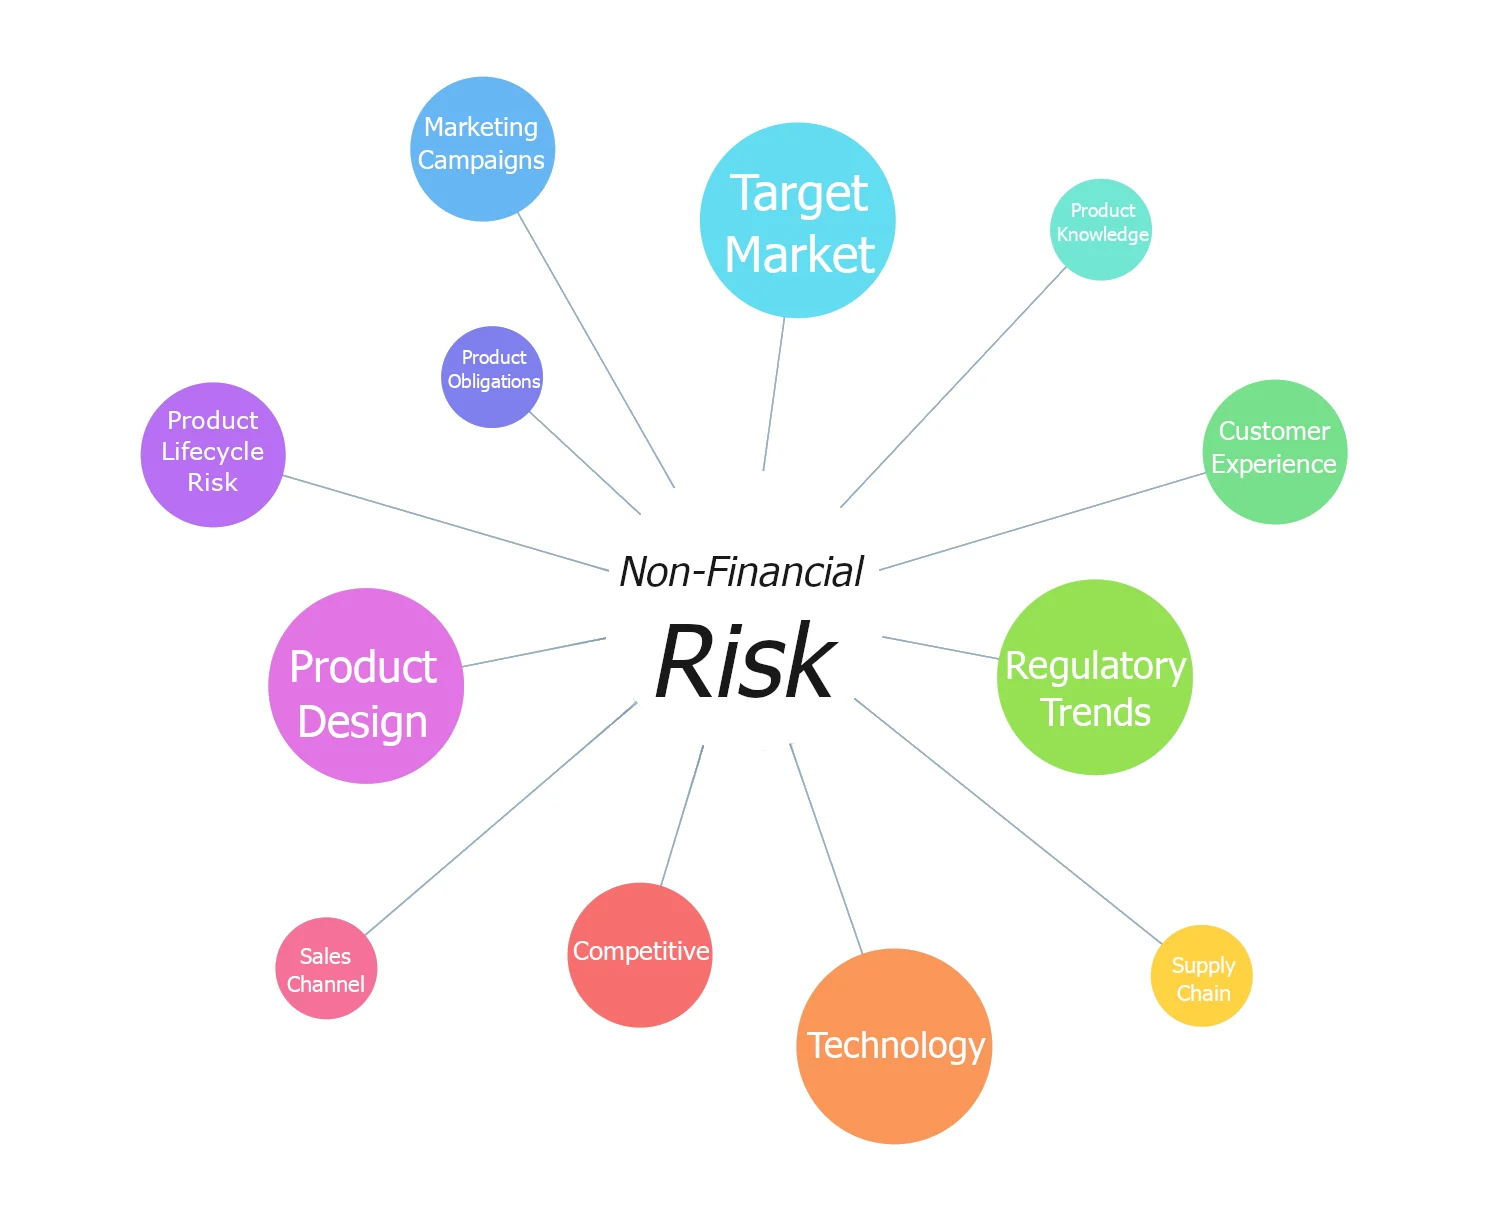 Marketing
Campaigns
Target
Market
Product
Knowledge
Product
Obligations
Product
Lifecycle
Risk
Customer
Experience
Non-Financial
Risk
Product
Design
Regulatory
Trends
Sales
Channel
Competitive
Technology
Supply
Chain